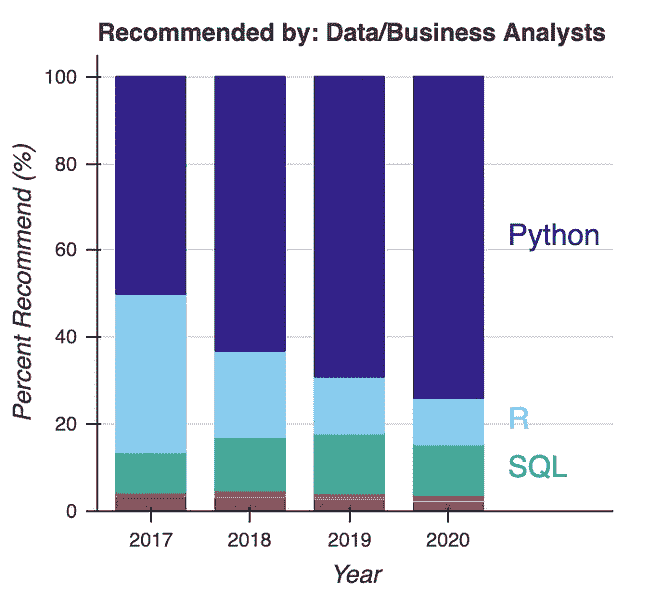 Recommended by: Data/Business Analysts
Percent Recommend (%)
100
80
60
40
20
0
Python
R
SQL
2017 2018 2019 2020
Year